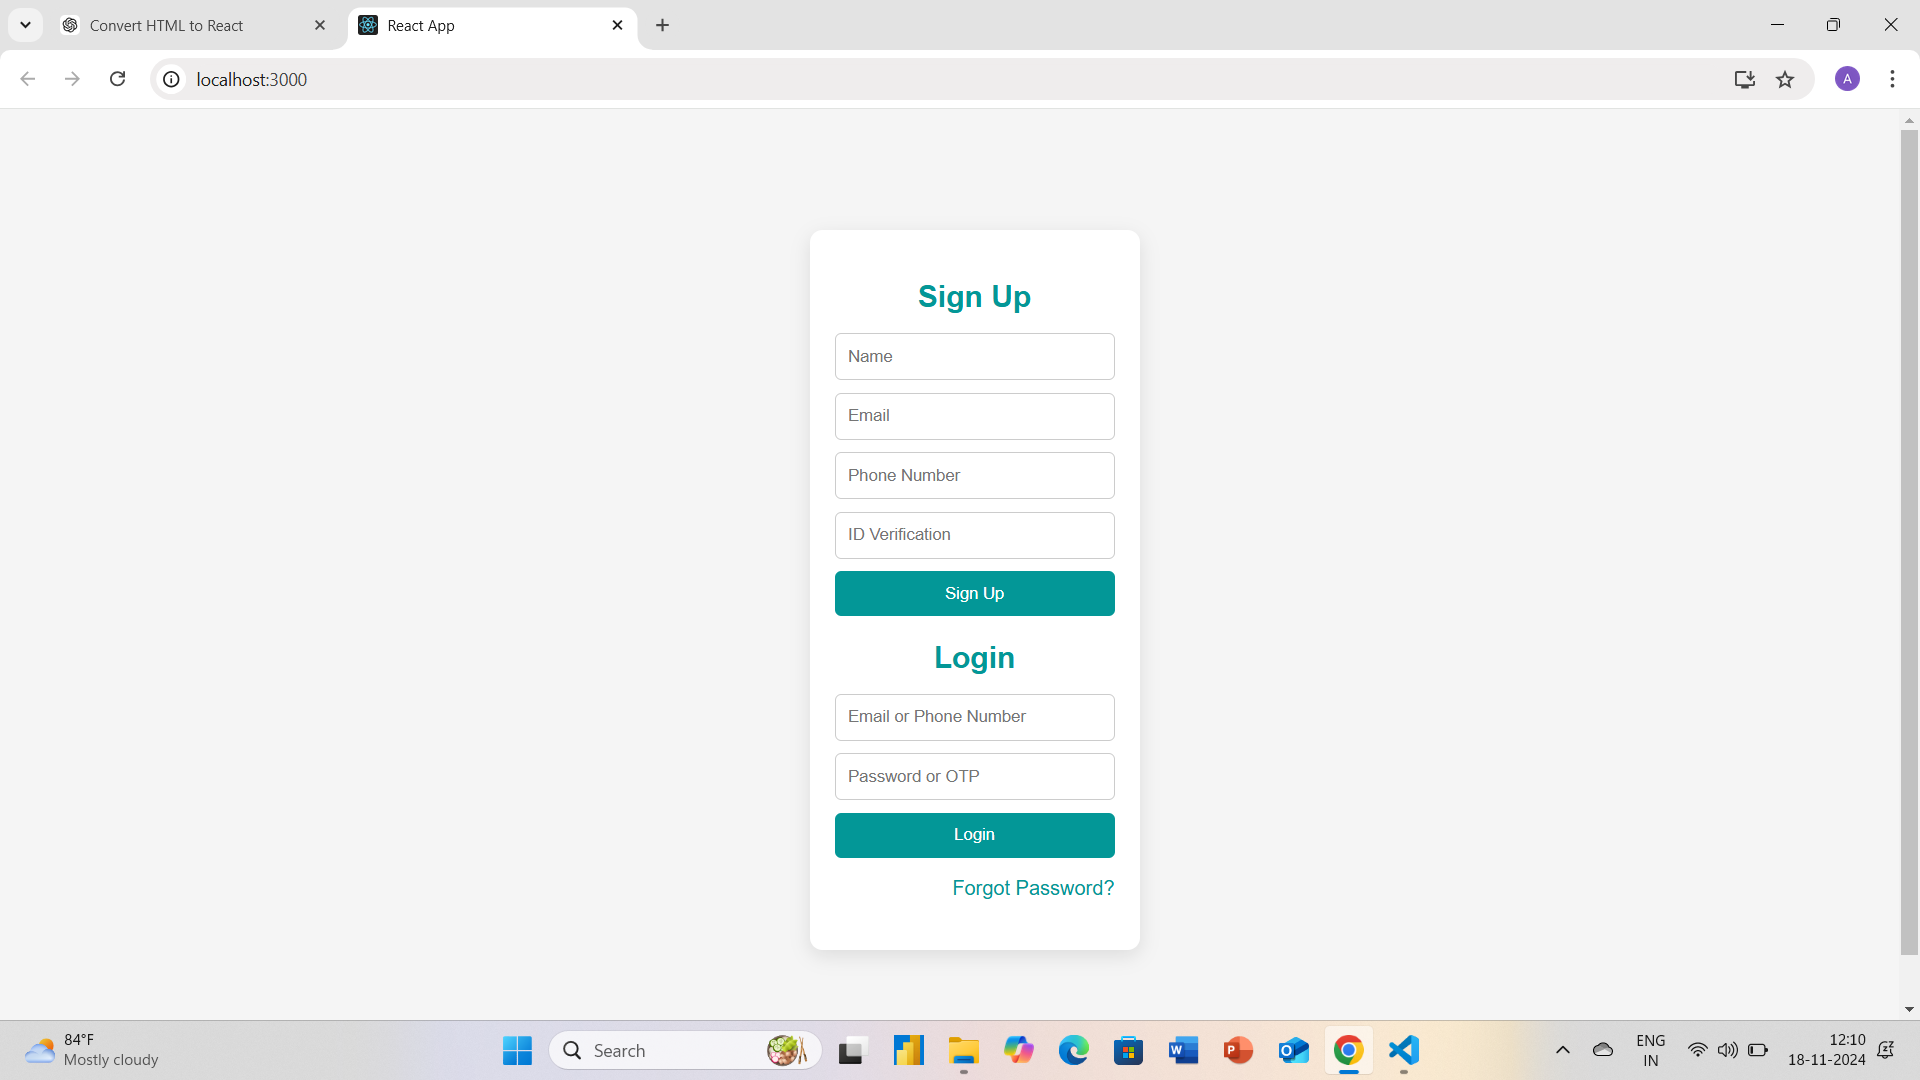 Convert HTML to React
React App
localhost:3000
A
Sign Up
Name
Email
Phone Number
ID Verification
Sign Up
Login
Email or Phone Number
Password or OTP
Login
Forgot Password?
84°F
Mostly cloudy
Search
W
P
O
ENG
IN
12:10
18-11-2024